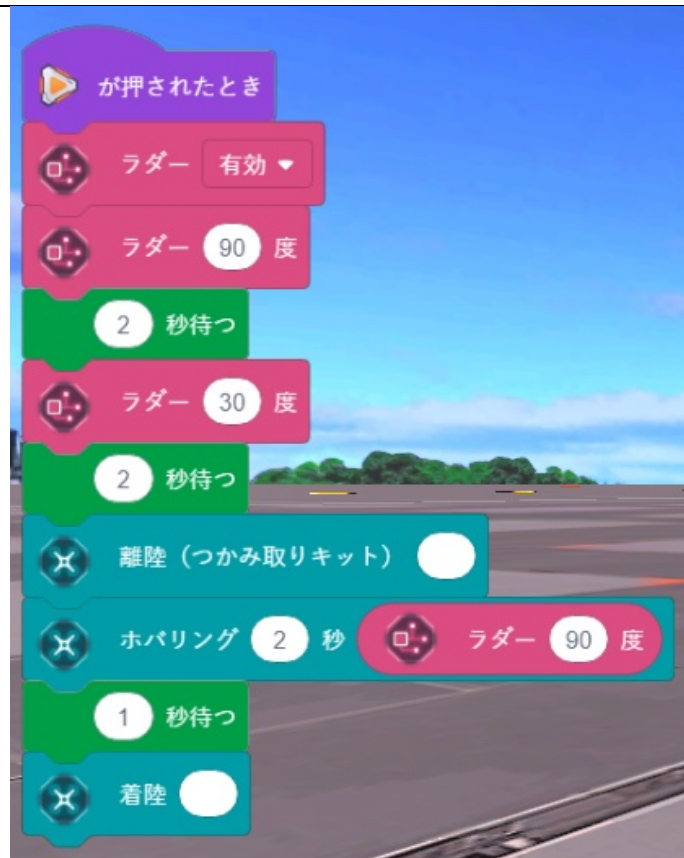 が押されたとき
ラダー 有効
ラダー 90 度
2 秒待つ
ラダー 30 度
2 秒待つ
離陸（つかみ取りキット）
ホバリング 2 秒 ラダー 90 度
1 秒待つ
着陸